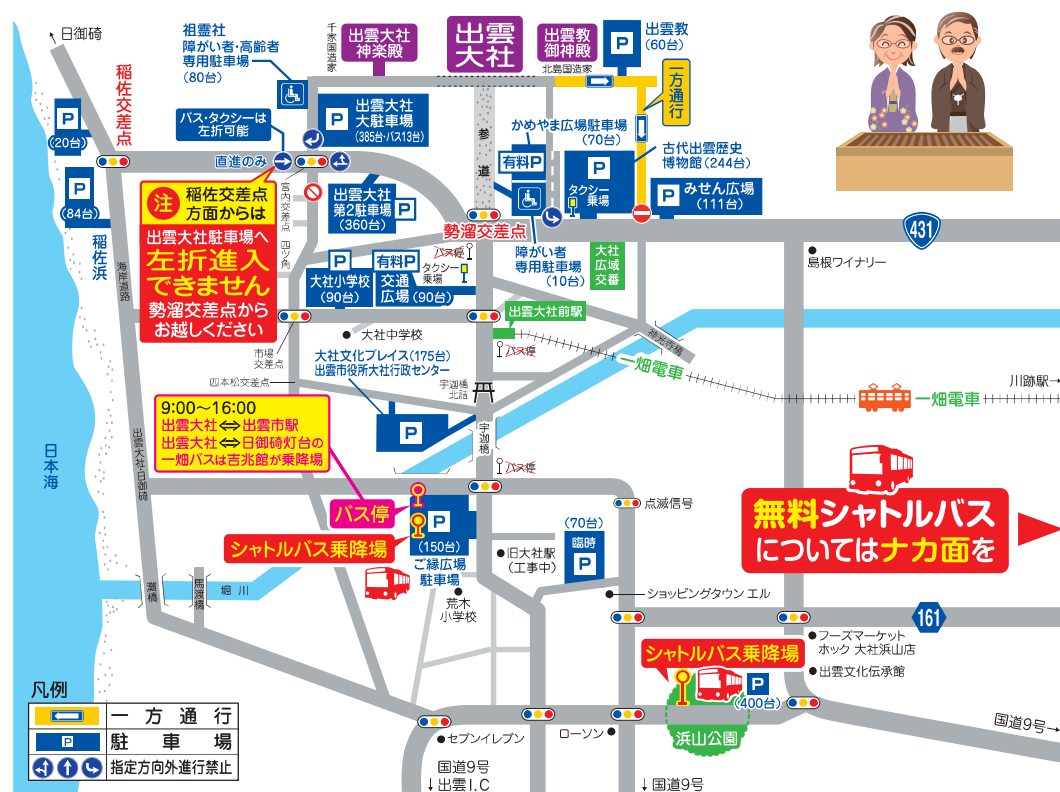 日御碕
稲佐交差点
P
(20台)
P
(84台)
稲佐浜
海岸道路
祖霊社
障がい者・高齢者
専用駐車場
(80台)
千家国造家
出雲大社
神楽殿
出雲
大社
出雲教
御神殿
北島国造家
P
出雲教
(60台)
一方通行
バス・タクシーは
左折可能
P
出雲大社
大駐車場
(385台・バス13台)
直進のみ
参道
かめやま広場駐車場
(70台)
有料P
P
タクシー
乗場
古代出雲歴史
博物館(244台)
P
みせん広場
(111台)
宮内交差点
四ツ角
出雲大社
第2駐車場
(360台)
P
勢溜交差点
431
注
稲佐交差点
方面からは
出雲大社駐車場へ
左折進入
できません
勢溜交差点から
お越しください
P
大社小学校
(90台)
有料P
交通
広場(90台)
バス停
タクシー
乗場
障がい者
専用駐車場
(10台)
大社広域交番
島根ワイナリー
出雲大社前駅
バス停
神光寺橋
一畑電車
川跡駅→
一畑電車
市場
交差点
大社中学校
大社文化プレイス(175台)
出雲市役所大社行政センター
四本松交差点
宇迦橋
北詰
P
宇迦橋
バス停
9:00〜16:00
出雲大社⇔出雲市駅
出雲大社⇔日御碕灯台の
一畑バスは吉兆館が乗降場
日本海
出雲大社・日御碕
バス停
シャトルバス乗降場
P
(150台)
ご縁広場
駐車場
点滅信号
(70台)
臨時
P
旧大社駅
(工事中)
無料シャトルバス
についてはナカ面を
灘橋
馬渡橋
堀川
荒木
小学校
ショッピングタウン エル
161
フーズマーケット
ホック 大社浜山店
出雲文化伝承館
シャトルバス乗降場
P
(400台)
浜山公園
国道9号→
セブンイレブン
ローソン
国道9号
↓出雲I.C
↓国道9号
凡例
一方通行
P
駐車場
指定方向外進行禁止